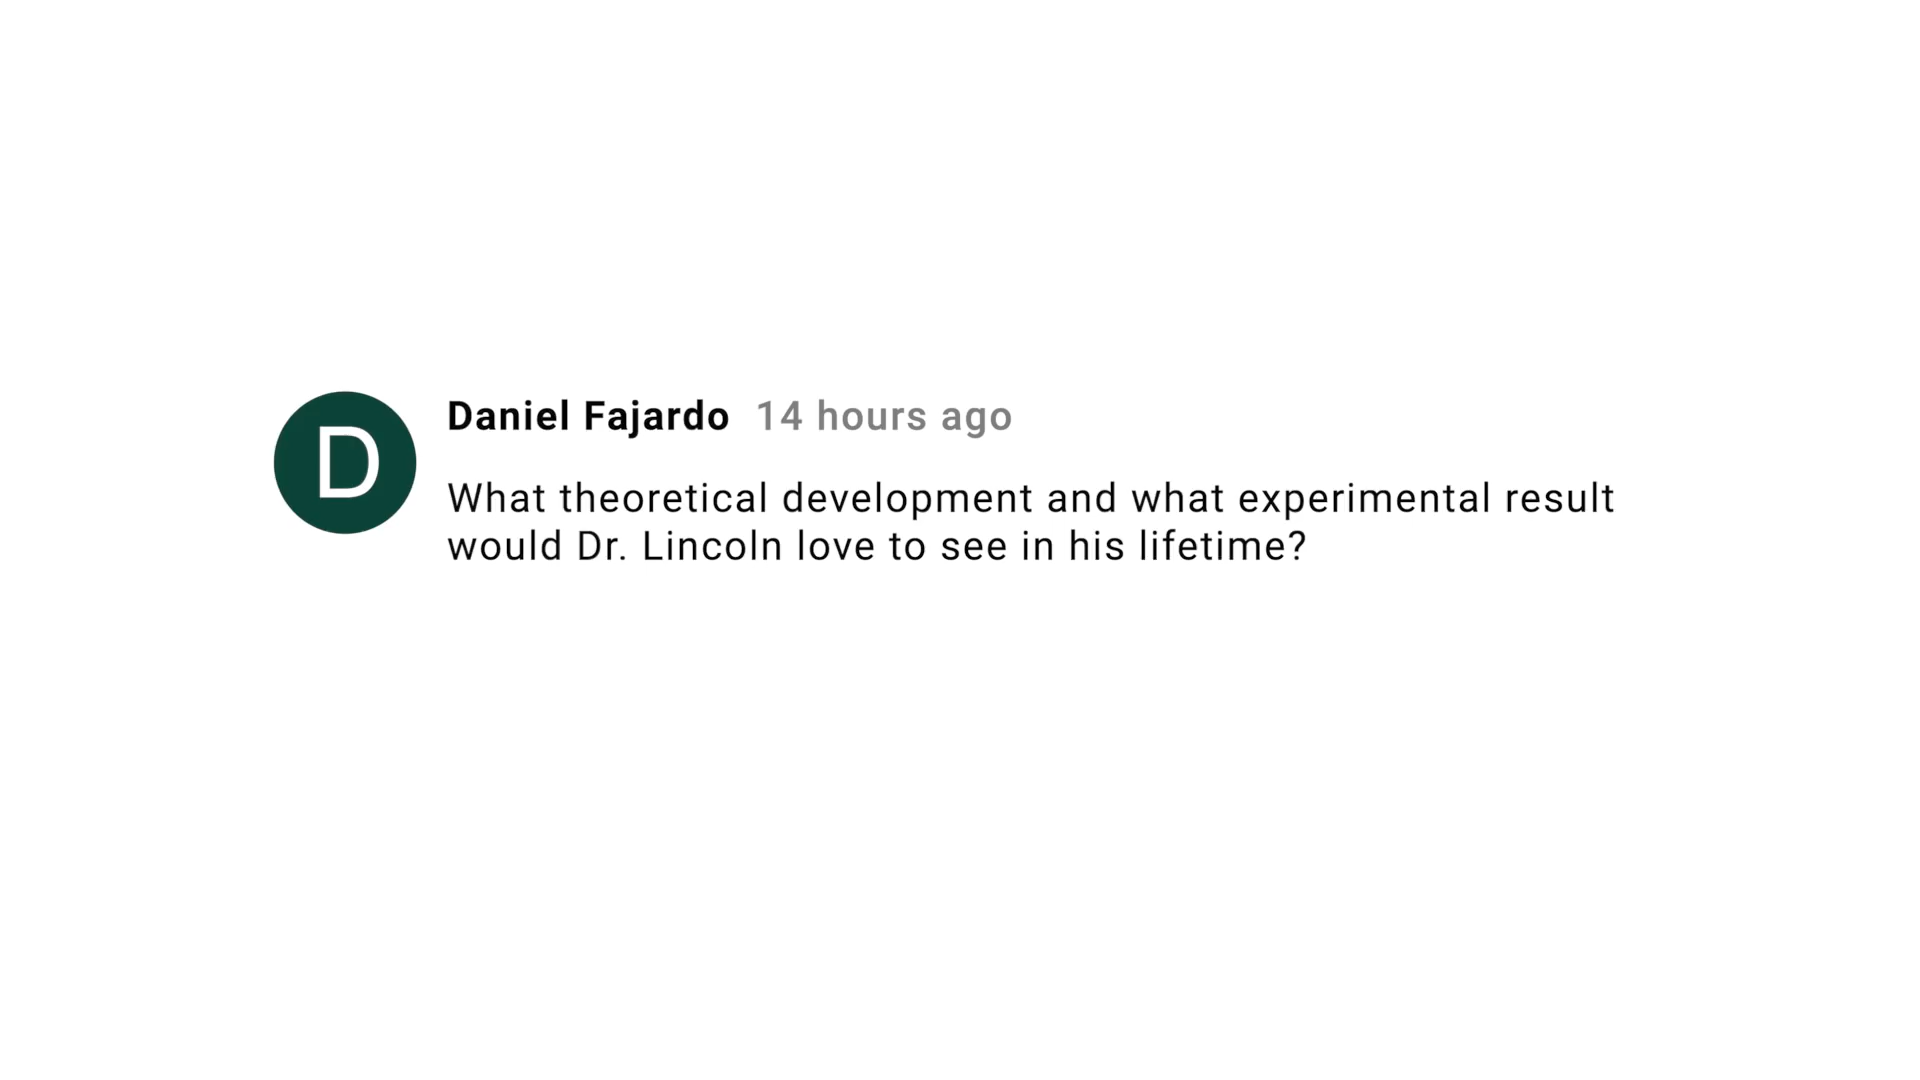 D
Daniel Fajardo 14 hours ago
What theoretical development and what experimental result
would Dr. Lincoln love to see in his lifetime?